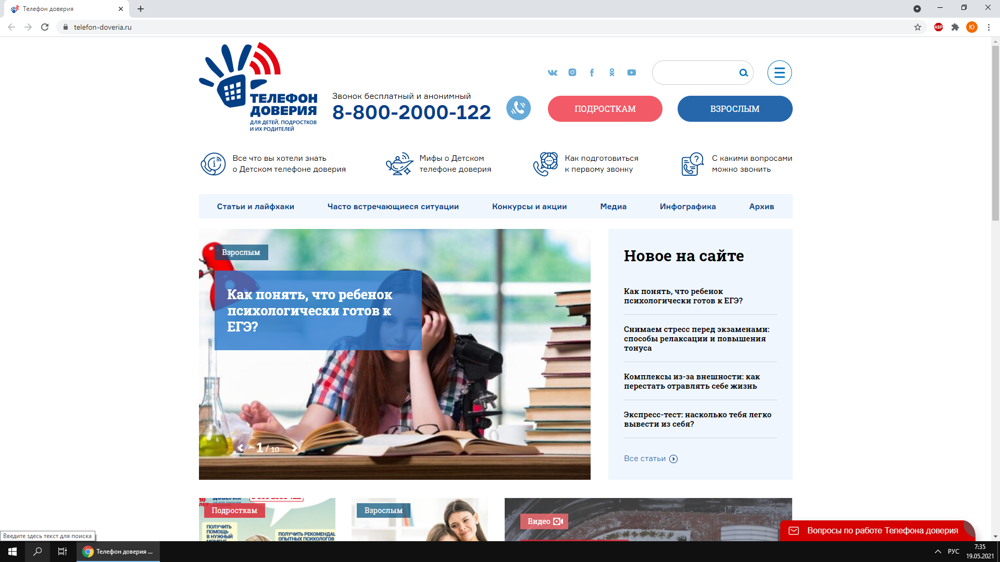 Телефон доверия
telefon-doveria.ru
ABP
Ю
ТЕЛЕФОН
ДОВЕРИЯ
ДЛЯ ДЕТЕЙ, ПОДРОСТКОВ
И ИХ РОДИТЕЛЕЙ
Звонок бесплатный и анонимный
8-800-2000-122
ПОДРОСТКАМ
ВЗРОСЛЫМ
Все что вы хотели знать
о Детском телефоне доверия
Мифы о Детском
телефоне доверия
Как подготовиться
к первому звонку
С какими вопросами
можно звонить
Статьи и лайфхаки
Часто встречающиеся ситуации
Конкурсы и акции
Медиа
Инфографика
Архив
Взрослым
Как понять, что ребенок
психологически готов к
ЕГЭ?
1 / 10
Новое на сайте
Как понять, что ребенок
психологически готов к ЕГЭ?
Снимаем стресс перед экзаменами:
способы релаксации и повышения
тонуса
Комплексы из-за внешности: как
перестать отравлять себе жизнь
Экспресс-тест: насколько тебя легко
вывести из себя?
Все статьи
ЛЕТ
Подросткам
ПОЛУЧИТЬ
ПОМОЩЬ
В НУЖНЫЙ
МОМЕНТ
ПОЛУЧИТЬ РЕКОМЕНДАЦ
ОПЫТНЫХ ПСИХОЛОГОВ
Взрослым
Видео
Вопросы по работе Телефона доверия
Введите здесь текст для поиска
Телефон доверия ...
РУС
7:35
19.05.2021